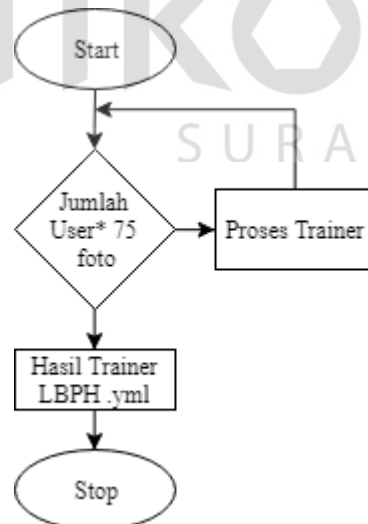 Start
SURA
Jumlah
User* 75
foto
Proses Trainer
Hasil Trainer
LBPH .yml
Stop